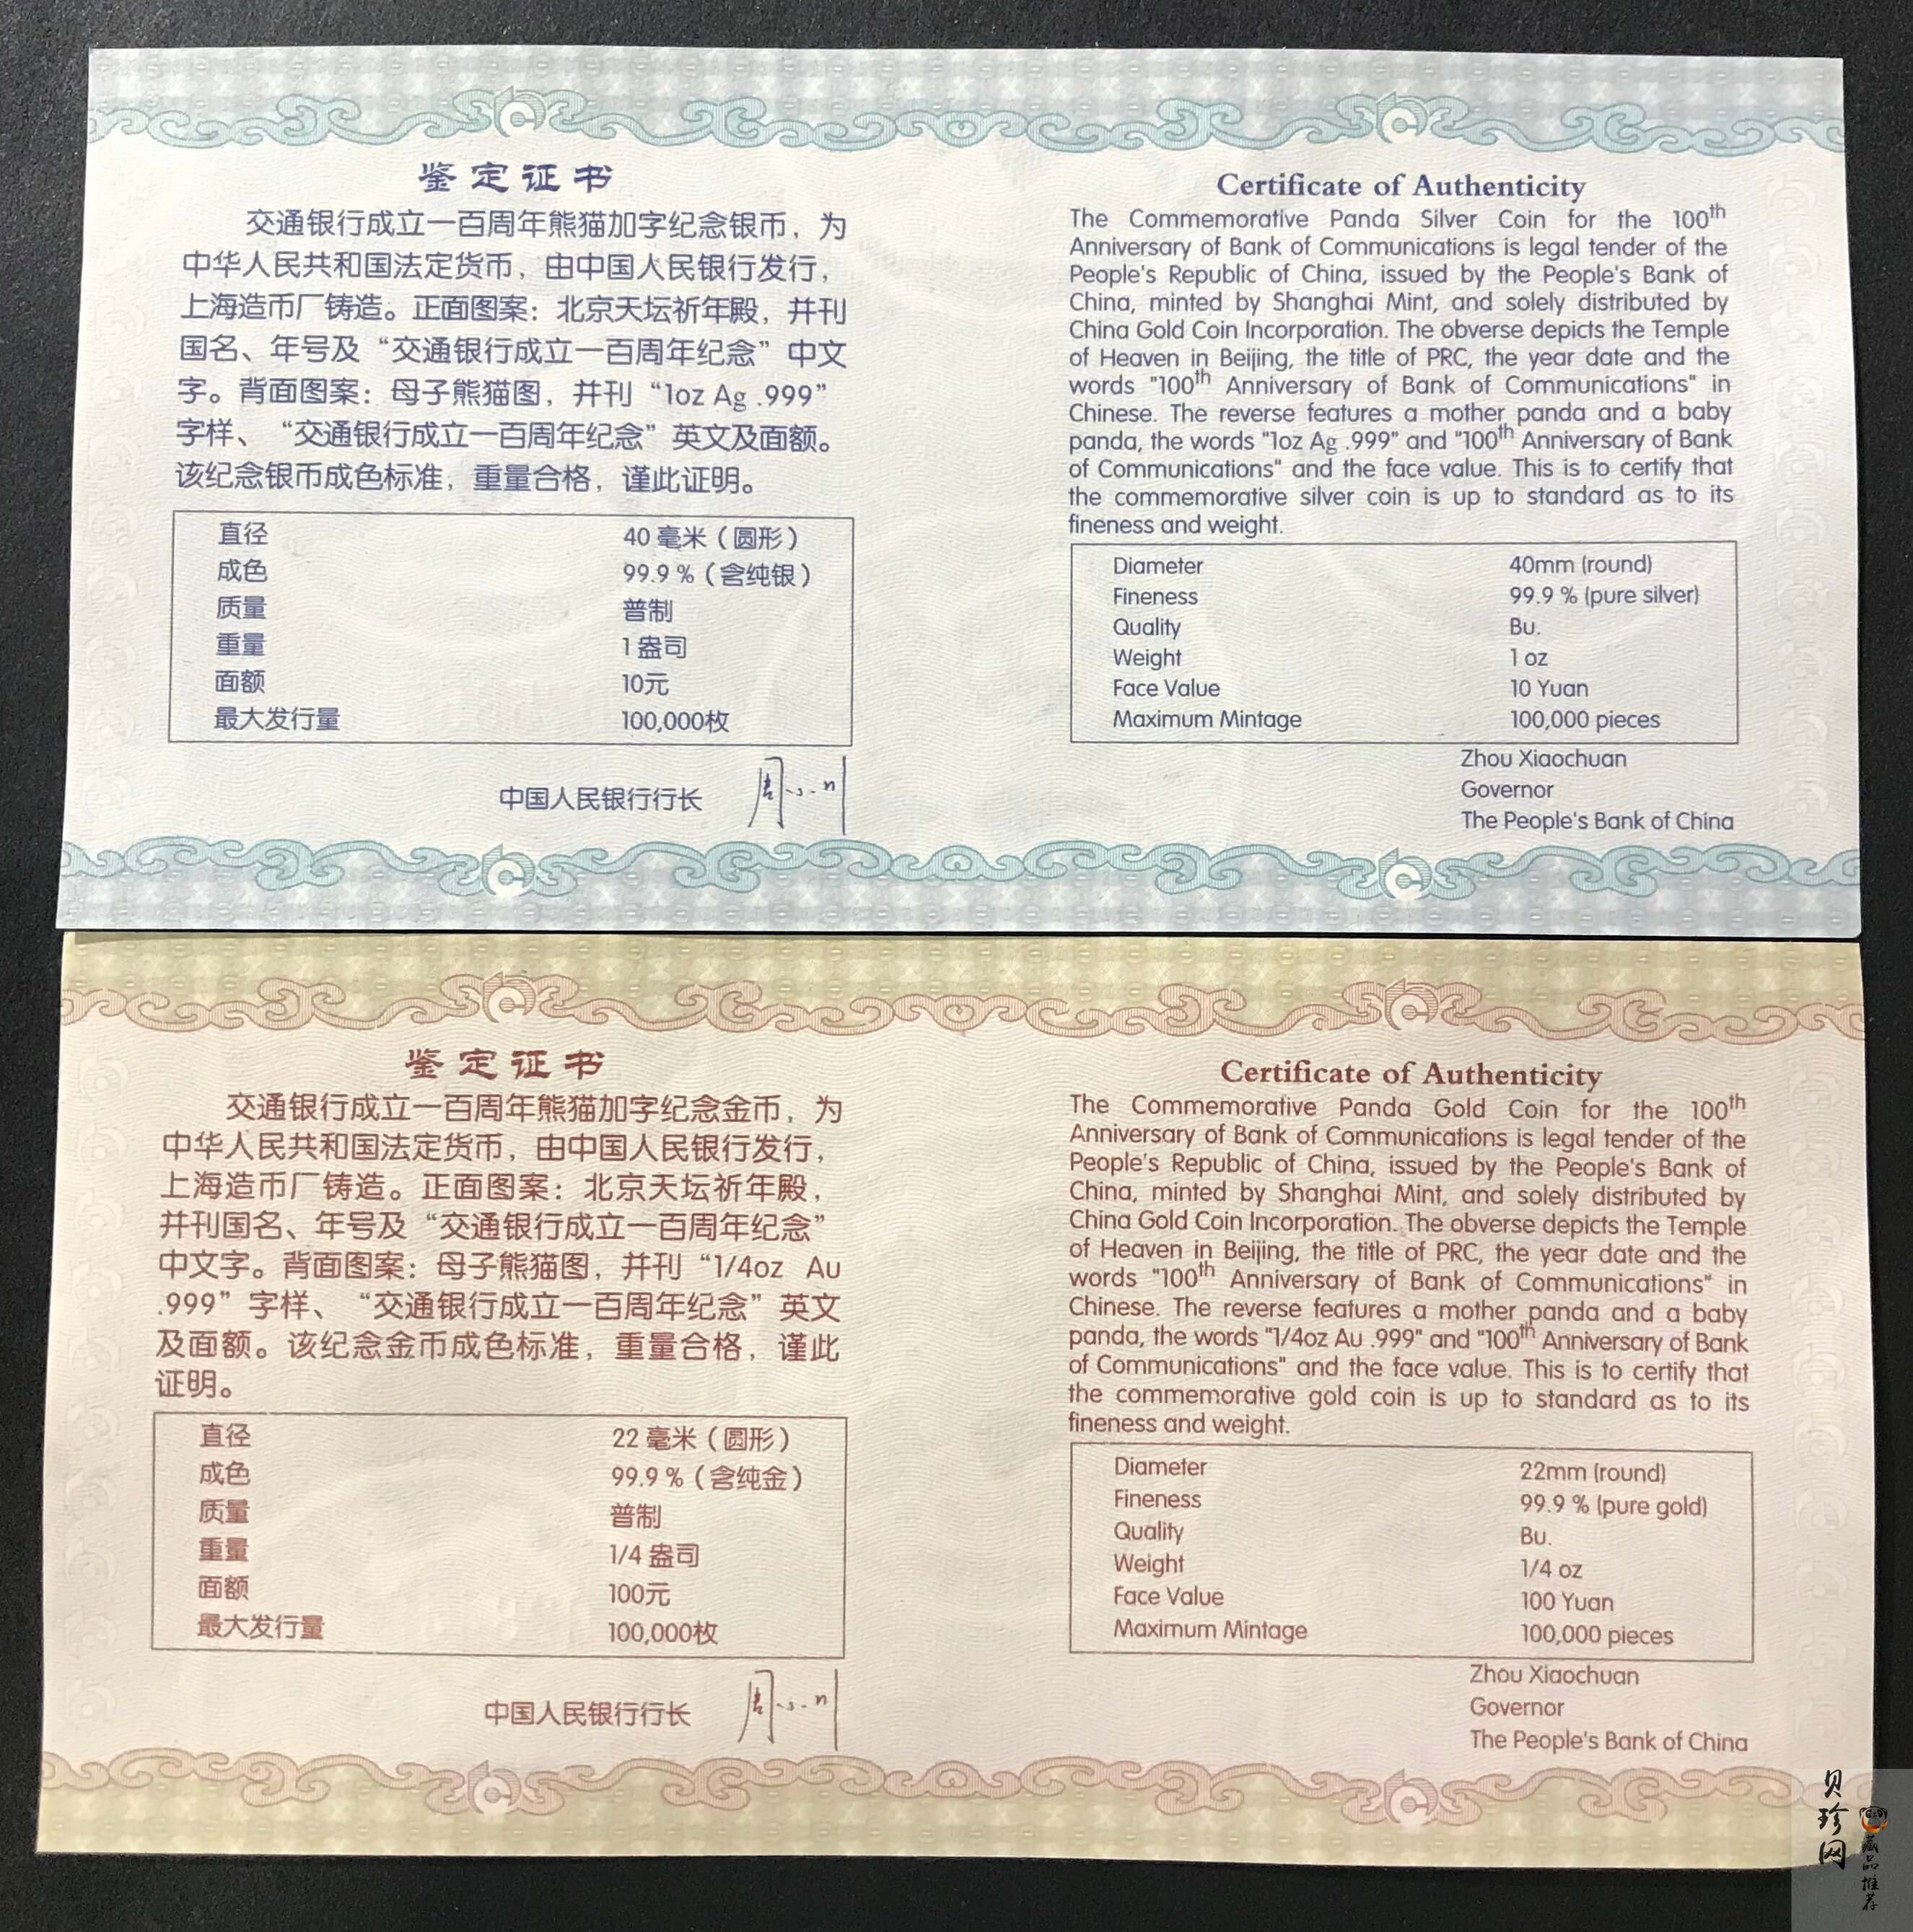 鉴定证书
交通银行成立一百周年熊猫加字纪念银币，为
中华人民共和国法定货币，由中国人民银行发行，
上海造币厂铸造。正面图案：北京天坛祈年殿，并刊
国名、年号及“交通银行成立一百周年纪念”中文
字。背面图案：母子熊猫图，并刊“1oz Ag .999”
字样、“交通银行成立一百周年纪念”英文及面额。
该纪念银币成色标准，重量合格，谨此证明。
直径 40 毫米（圆形）
成色 99.9 %（含纯银）
质量 普制
重量 1 盎司
面额 10元
最大发行量 100,000枚
中国人民银行行长 周小川
Certificate of Authenticity
The Commemorative Panda Silver Coin for the 100th
Anniversary of Bank of Communications is legal tender of the
People's Republic of China, issued by the People's Bank of
China, minted by Shanghai Mint, and solely distributed by
China Gold Coin Incorporation. The obverse depicts the Temple
of Heaven in Beijing, the title of PRC, the year date and the
words "100th Anniversary of Bank of Communications" in
Chinese. The reverse features a mother panda and a baby
panda, the words "1oz Ag .999" and "100th Anniversary of Bank
of Communications" and the face value. This is to certify that
the commemorative silver coin is up to standard as to its
fineness and weight.
Diameter 40mm (round)
Fineness 99.9 % (pure silver)
Quality Bu.
Weight 1 oz
Face Value 10 Yuan
Maximum Mintage 100,000 pieces
Zhou Xiaochuan
Governor
The People's Bank of China
鉴定证书
交通银行成立一百周年熊猫加字纪念金币，为
中华人民共和国法定货币，由中国人民银行发行，
上海造币厂铸造。正面图案：北京天坛祈年殿，
并刊国名、年号及“交通银行成立一百周年纪念”
中文字。背面图案：母子熊猫图，并刊“1/4oz Au
.999”字样、“交通银行成立一百周年纪念”英文
及面额。该纪念金币成色标准，重量合格，谨此
证明。
直径 22 毫米（圆形）
成色 99.9 %（含纯金）
质量 普制
重量 1/4 盎司
面额 100元
最大发行量 100,000枚
中国人民银行行长 周小川
Certificate of Authenticity
The Commemorative Panda Gold Coin for the 100th
Anniversary of Bank of Communications is legal tender of the
People's Republic of China, issued by the People's Bank of
China, minted by Shanghai Mint, and solely distributed by
China Gold Coin Incorporation. The obverse depicts the Temple
of Heaven in Beijing, the title of PRC, the year date and the
words "100th Anniversary of Bank of Communications" in
Chinese. The reverse features a mother panda and a baby
panda, the words "1/4oz Au .999" and "100th Anniversary of Bank
of Communications" and the face value. This is to certify that
the commemorative gold coin is up to standard as to its
fineness and weight.
Diameter 22mm (round)
Fineness 99.9 % (pure gold)
Quality Bu.
Weight 1/4 oz
Face Value 100 Yuan
Maximum Mintage 100,000 pieces
Zhou Xiaochuan
Governor
The People's Bank of China
贝珍网
藏品推荐